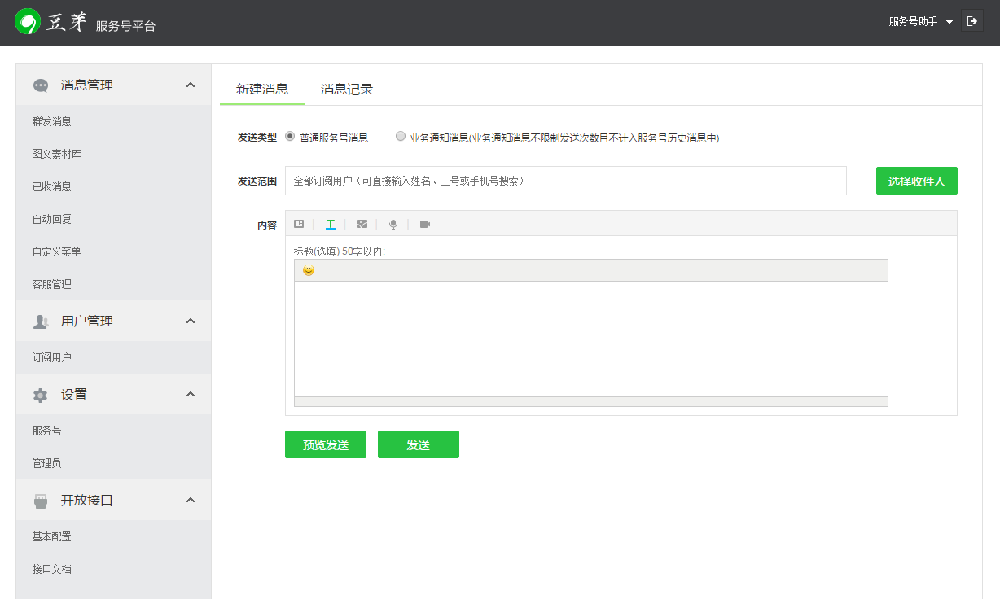 豆芽 服务号平台
服务号助手
消息管理
群发消息
图文素材库
已收消息
自动回复
自定义菜单
客服管理
用户管理
订阅用户
设置
服务号
管理员
开放接口
基本配置
接口文档
新建消息 消息记录
发送类型 普通服务号消息 业务通知消息(业务通知消息不限制发送次数且不计入服务号历史消息中)
发送范围 全部订阅用户（可直接输入姓名、工号或手机号搜索） 选择收件人
内容
标题(选填) 50字以内:
预览发送 发送